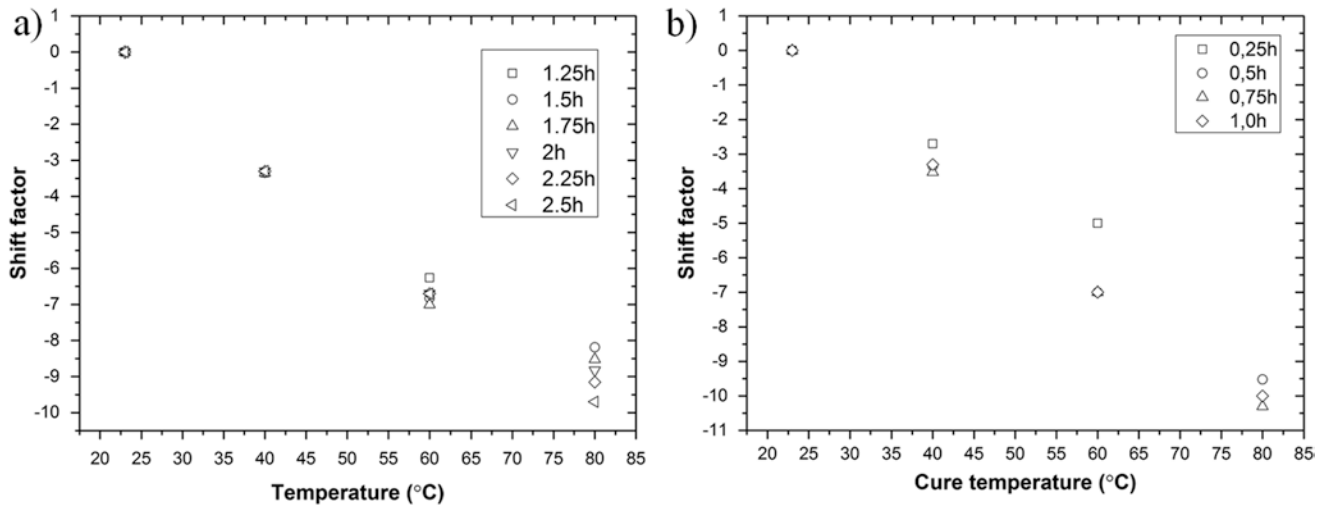 a)
1
0
-1
-2
-3
-4
-5
-6
-7
-8
-9
-10
Shift factor
1.25h
1.5h
1.75h
2h
2.25h
2.5h
20 25 30 35 40 45 50 55 60 65 70 75 80 85
Temperature (°C)
b)
1
0
-1
-2
-3
-4
-5
-6
-7
-8
-9
-10
-11
Shift factor
0,25h
0,5h
0,75h
1,0h
20 25 30 35 40 45 50 55 60 65 70 75 80 85
Cure temperature (°C)